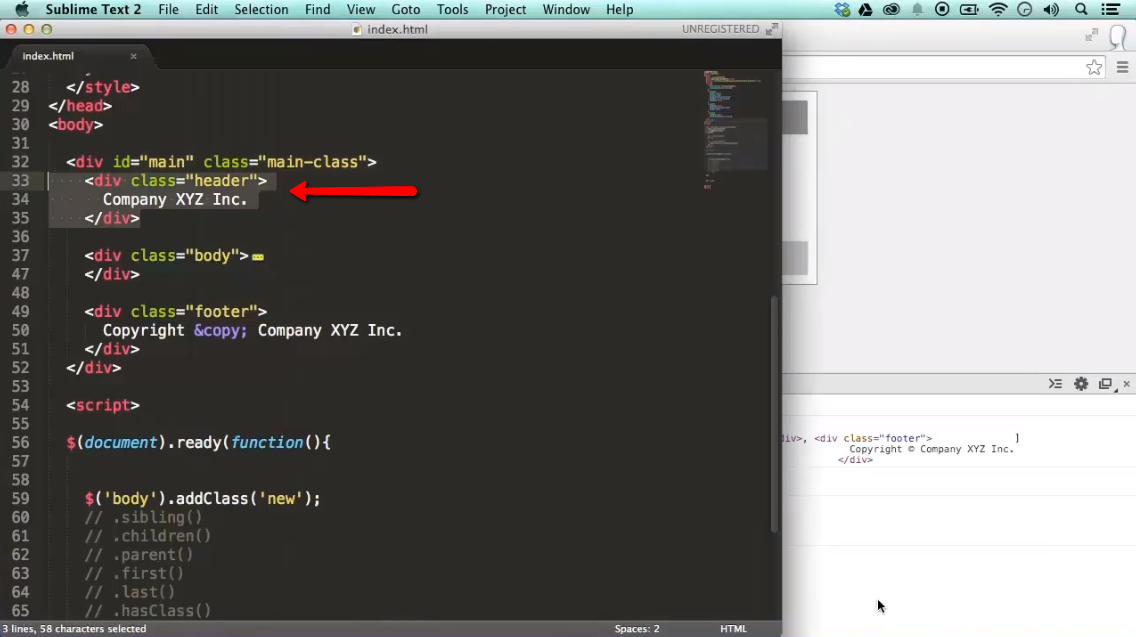 Sublime Text 2 File Edit Selection Find View Goto Tools Project Window Help
index.html UNREGISTERED
index.html ×
28 </style>
29 </head>
30 <body>
31
32 <div id="main" class="main-class">
33 <div class="header">
34 Company XYZ Inc.
35 </div>
36
37 <div class="body">
47 </div>
48
49 <div class="footer">
50 Copyright &copy; Company XYZ Inc.
51 </div>
52 </div>
53
54 <script>
55
56 $(document).ready(function(){
57
58
59 $('body').addClass('new');
60 // .sibling()
61 // .children()
62 // .parent()
63 // .first()
64 // .last()
65 // .hasClass()
3 lines, 58 characters selected Spaces: 2 HTML
div>, <div class="footer"> ]
Copyright © Company XYZ Inc.
</div>